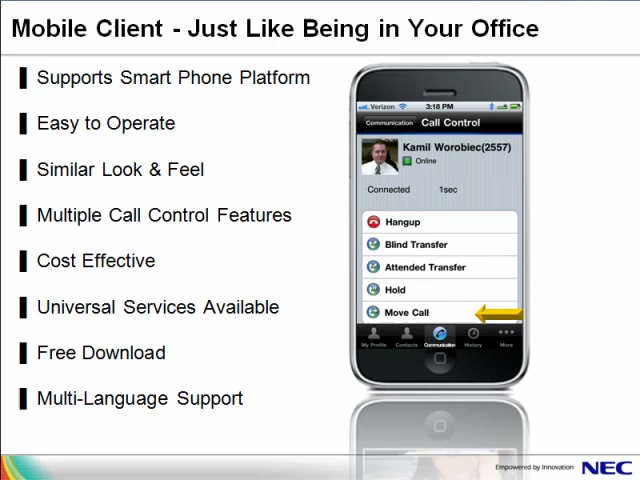 Mobile Client - Just Like Being in Your Office
Supports Smart Phone Platform
Easy to Operate
Similar Look & Feel
Multiple Call Control Features
Cost Effective
Universal Services Available
Free Download
Multi-Language Support
Verizon 3:18 PM
Communication Call Control
Kamil Worobiec(2557)
Online
Connected 1sec
Hangup
Blind Transfer
Attended Transfer
Hold
Move Call
My Profile Contacts Communication History More
Empowered by Innovation NEC